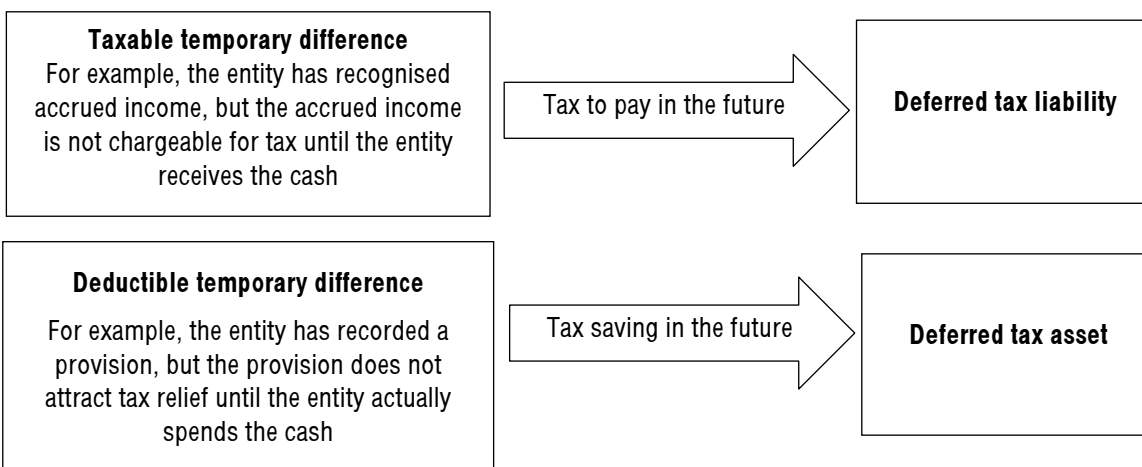 Taxable temporary difference
For example, the entity has recognised
accrued income, but the accrued income
is not chargeable for tax until the entity
receives the cash
Tax to pay in the future
Deferred tax liability
Deductible temporary difference
For example, the entity has recorded a
provision, but the provision does not
attract tax relief until the entity actually
spends the cash
Tax saving in the future
Deferred tax asset